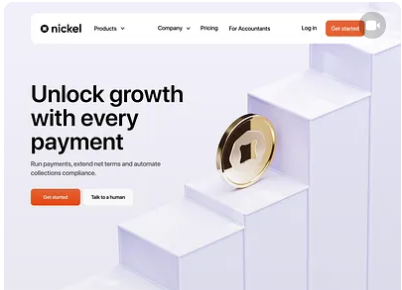 nickel
Products
Company
Pricing
For Accountants
Log in
Get started
Unlock growth
with every
payment
Run payments, extend net terms and automate
collections compliance.
Get started
Talk to a human